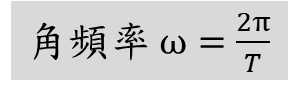 角頻率 ω = 2π/T